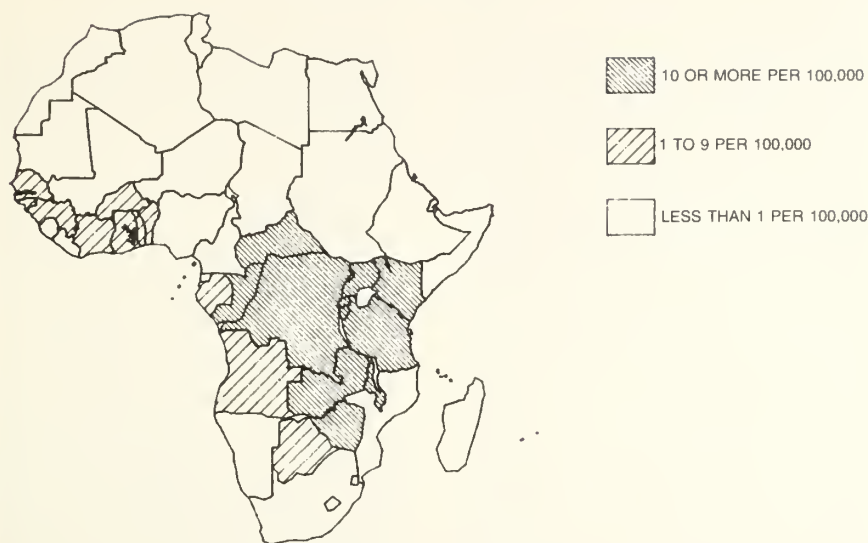 10 OR MORE PER 100,000
1 TO 9 PER 100,000
LESS THAN 1 PER 100,000